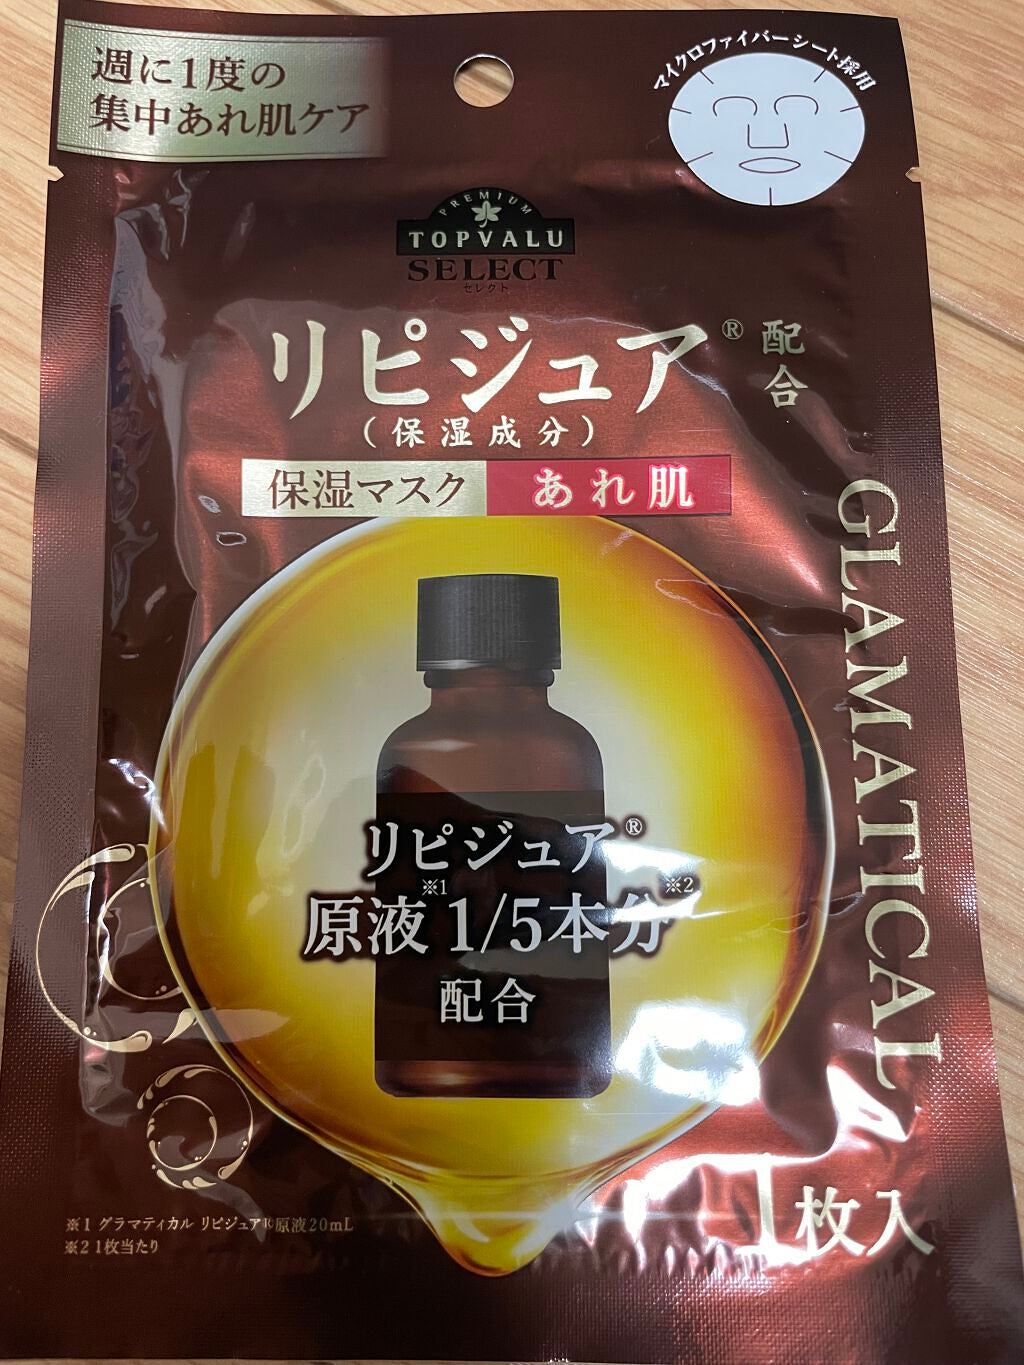 週に1度の
集中あれ肌ケア
マイクロファイバーシート採用
PREMIUM
TOPVALU
SELECT
セレクト
リピジュア® 配合
(保湿成分)
保湿マスク あれ肌
GLAMATICAL
リピジュア®
原液※1 1/5本分※2
配合
1枚入
※1 グラマティカル リピジュア®原液20mL
※2 1枚当たり